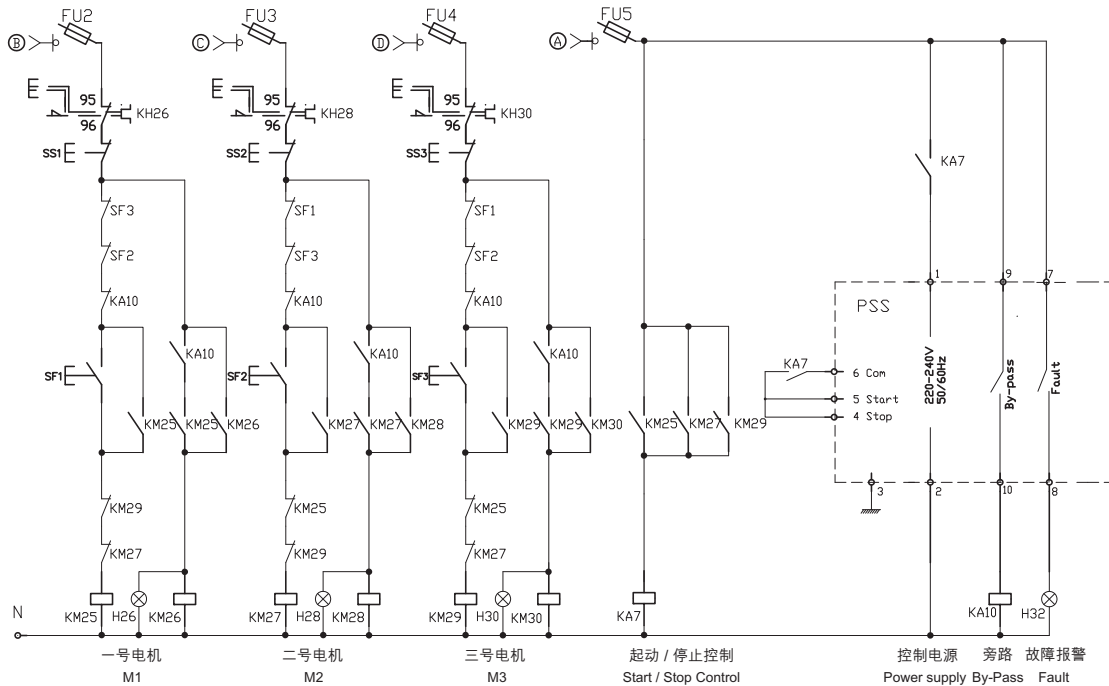 FU2 FU3 FU4 FU5
B C D A
95 95 95
KH26 KH28 KH30
96 96 96
SS1 SS2 SS3
KA7
SF3 SF1 SF1
SF2 SF3 SF2
1 9 7
KA10 KA10 KA10
PSS
KA10 KA10 KA10
KA7 6 Com
SF1 SF2 SF3
220-240V
50/60Hz
By-pass
Fault
5 Start
4 Stop
KM25 KM25 KM26 KM27 KM27 KM28 KM29 KM29 KM30 KM25 KM27 KM29
3 2 10 8
KM29 KM25 KM25
KM27 KM29 KM27
N
KM25 H26 KM26 KM27 H28 KM28 KM29 H30 KM30 KA7 KA10 H32
一号电机 二号电机 三号电机 起动 / 停止控制 控制电源 旁路 故障报警
M1 M2 M3 Start / Stop Control Power supply By-Pass Fault